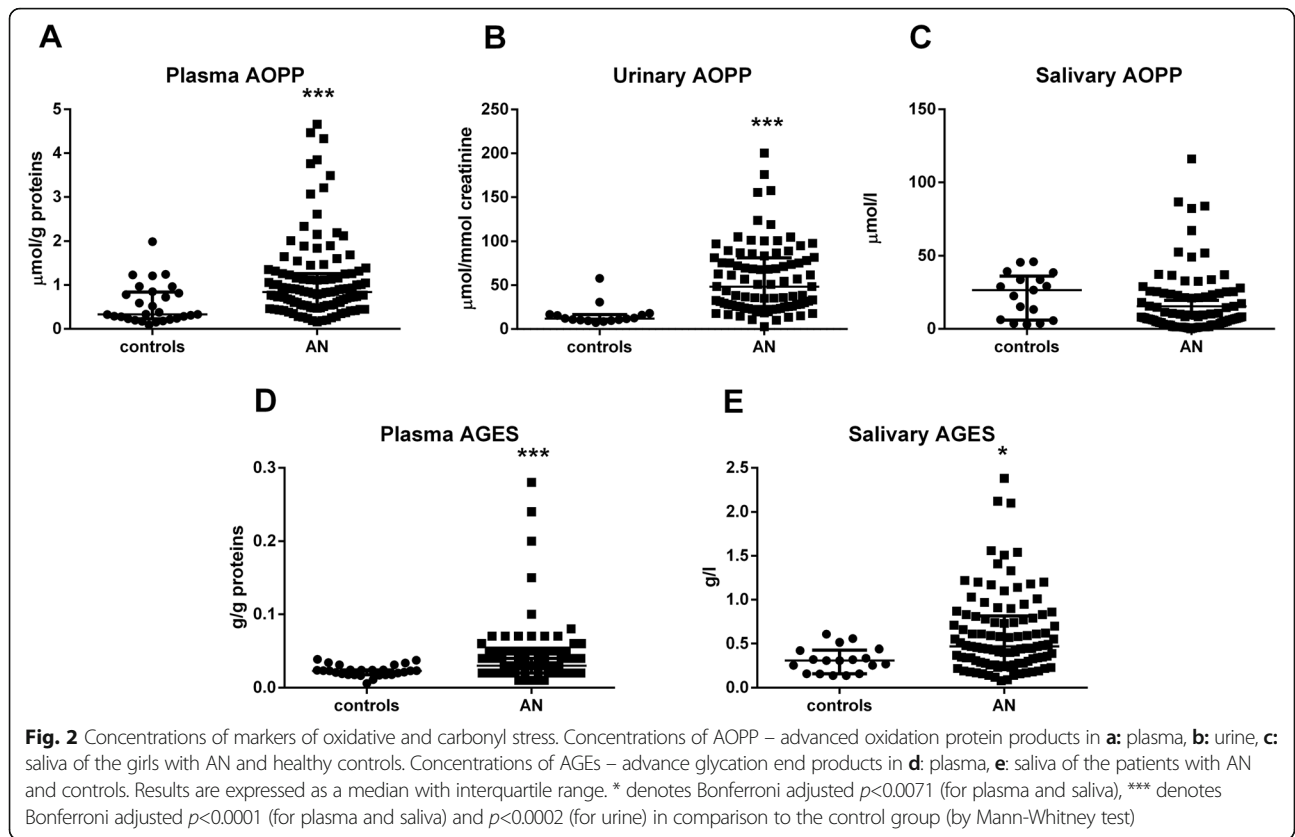 A
Plasma AOPP
***
5
4
3
2
1
0
μmol/g proteins
controls AN
B
Urinary AOPP
***
250
200
150
100
50
0
μmol/mmol creatinine
controls AN
C
Salivary AOPP
150
100
50
0
μmol/l
controls AN
D
Plasma AGES
***
0.3
0.2
0.1
0.0
g/g proteins
controls AN
E
Salivary AGES
*
2.5
2.0
1.5
1.0
0.5
0.0
g/l
controls AN
Fig. 2 Concentrations of markers of oxidative and carbonyl stress. Concentrations of AOPP – advanced oxidation protein products in a: plasma, b: urine, c:
saliva of the girls with AN and healthy controls. Concentrations of AGEs – advance glycation end products in d: plasma, e: saliva of the patients with AN
and controls. Results are expressed as a median with interquartile range. * denotes Bonferroni adjusted p<0.0071 (for plasma and saliva), *** denotes
Bonferroni adjusted p<0.0001 (for plasma and saliva) and p<0.0002 (for urine) in comparison to the control group (by Mann-Whitney test)